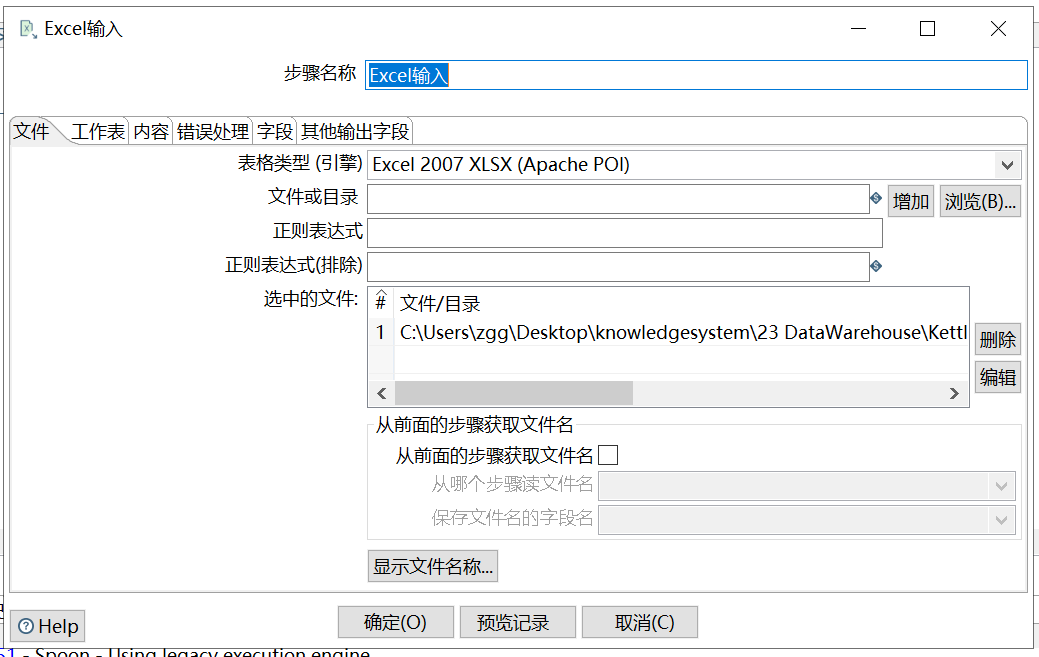 Excel输入
步骤名称 Excel输入
文件 工作表 内容 错误处理 字段 其他输出字段
表格类型 (引擎) Excel 2007 XLSX (Apache POI)
文件或目录 增加 浏览(B)...
正则表达式
正则表达式(排除)
选中的文件: # 文件/目录
1 C:\Users\zgg\Desktop\knowledgesystem\23 DataWarehouse\Kettl
删除
编辑
从前面的步骤获取文件名
从前面的步骤获取文件名
从哪个步骤读文件名
保存文件名的字段名
显示文件名称...
Help 确定(O) 预览记录 取消(C)
- Spoon - Using legacy execution engine